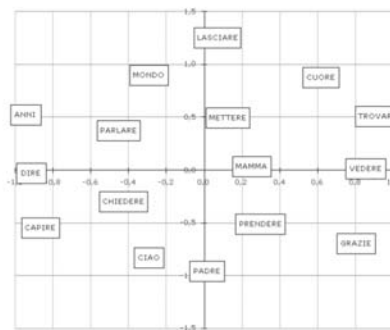 1,5
LASCIARE
1,0
MONDO
CUORE
ANNI
0,5
METTERE
TROVAR
PARLARE
MAMMA
DIRE
0,0
VEDERE
-0,8
-0,6
-0,4
-0,2
0,0
0,2
0,4
0,6
0,8
CHIEDERE
CAPIRE
-0,5
PRENDERE
GRAZIE
CIAO
PADRE
-1,0
-1,5